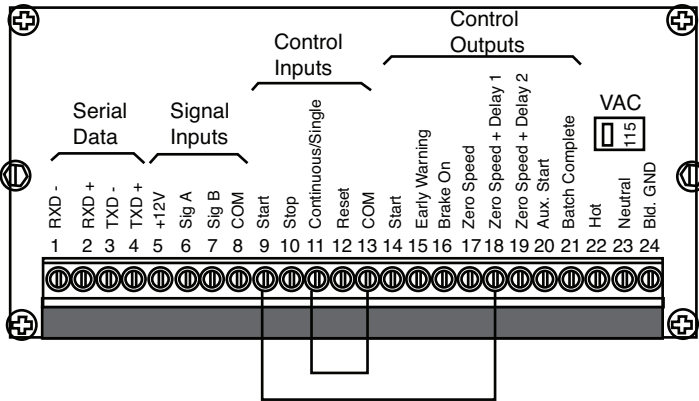 Control
Outputs
Control
Inputs
Serial
Data
Signal
Inputs
VAC
115
RXD -
RXD +
TXD -
TXD +
+12V
Sig A
Sig B
COM
Start
Stop
Continuous/Single
Reset
COM
Start
Early Warning
Brake On
Zero Speed
Zero Speed + Delay 1
Zero Speed + Delay 2
Aux. Start
Batch Complete
Hot
Neutral
Bld. GND
1 2 3 4 5 6 7 8 9 10 11 12 13 14 15 16 17 18 19 20 21 22 23 24